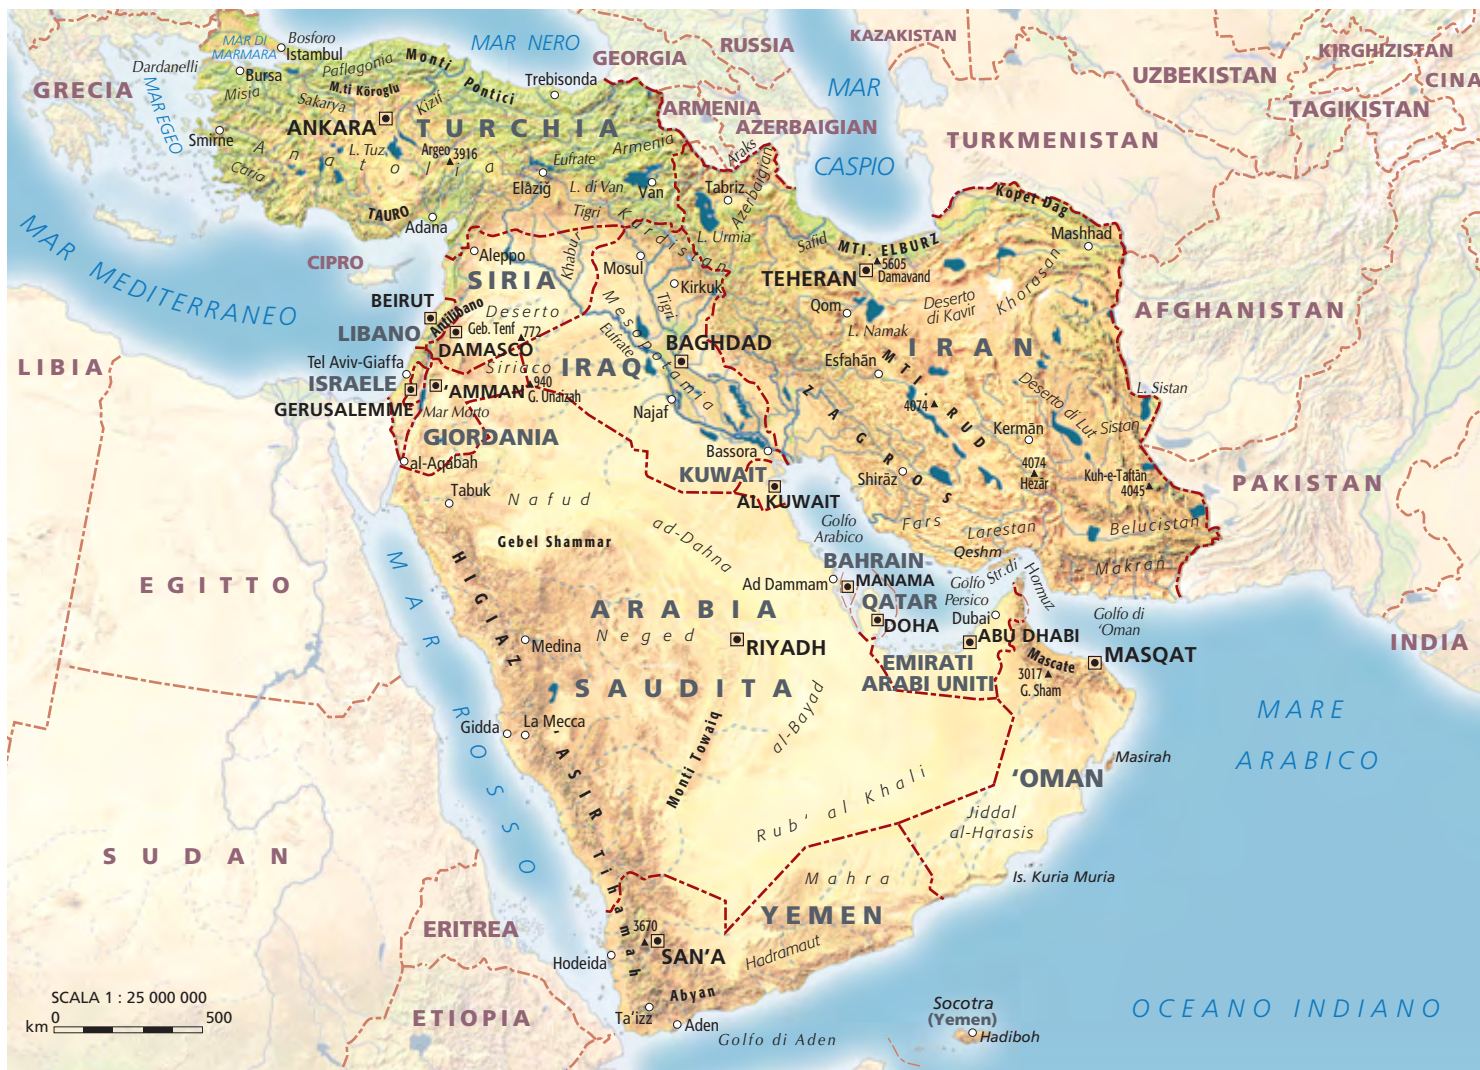 MAR NERO
Bosforo
MAR DI
MARMARA
Istambul
Dardanelli
Bursa
Paflagonia
Monti Pontici
GEORGIA
RUSSIA
KAZAKISTAN
KIRGHIZISTAN
UZBEKISTAN
CINA
GRECIA
MAR EGEO
Misia
Sakarya
M.ti Köroglu
Kizil
Trebisonda
MAR CASPIO
ARMENIA
AZERBAIGIAN
TAGIKISTAN
TURKMENISTAN
ANKARA
TURCHIA
Smirne
Anatolia
L. Tuz
Argeo
3916
Eufrate
Armenia
Araks
Caria
Elâziğ
L. di Van
Van
Tabriz
Azerbaigian
Kopet Dag
TAURO
Adana
Tigri
Kurdistan
L. Urmia
Safid
MTI. ELBURZ
Mashhad
MAR MEDITERRANEO
CIPRO
Aleppo
SIRIA
Khabur
Mosul
Kirkuk
TEHERAN
5605
Damavand
Khorasan
BEIRUT
Antilibano
Deserto
Siriaco
Mesopotamia
Tigri
Qom
Deserto
di Kavir
AFGHANISTAN
LIBANO
Geb. Tenf
772
DAMASCO
Eufrate
BAGHDAD
L. Namak
IRAN
LIBIA
Tel Aviv-Giaffa
IRAQ
Esfahān
MTI. RUD
L. Sistan
ISRAELE
'AMMAN
940
G. Unaizah
ZAGROS
4074
Deserto di Lut
Sistan
GERUSALEMME
Mar Morto
Najaf
Kermān
GIORDANIA
Bassora
al-Aqabah
KUWAIT
Shirāz
4074
Hezār
Kuh-e-Taftān
4045
PAKISTAN
Tabuk
Nafud
AL KUWAIT
Golfo
Arabico
Fars
Larestan
Belucistan
Gebel Shammar
ad-Dahna
Qeshm
Makran
EGITTO
MAR ROSSO
HIGIAZ
BAHRAIN
Ad Dammam
MANAMA
Golfo
Persico
Str. di Hormuz
ARABIA SAUDITA
QATAR
DOHA
Dubai
Golfo di
'Oman
INDIA
Neged
Medina
RIYADH
ABU DHABI
MASQAT
EMIRATI
ARABI UNITI
Mascate
3017
G. Sham
MARE
ARABICO
al-Bayad
Gidda
La Mecca
'ASIR
Monti Towaiq
Masirah
'OMAN
Rub' al Khali
Jiddal
al-Harasis
SUDAN
Tihamah
Mahra
Is. Kuria Muria
ERITREA
YEMEN
3670
SAN'A
Hadramaut
Hodeida
Abyan
SCALA 1 : 25 000 000
km
0
500
ETIOPIA
Ta'izz
Aden
Golfo di Aden
Socotra
(Yemen)
Hadiboh
OCEANO INDIANO